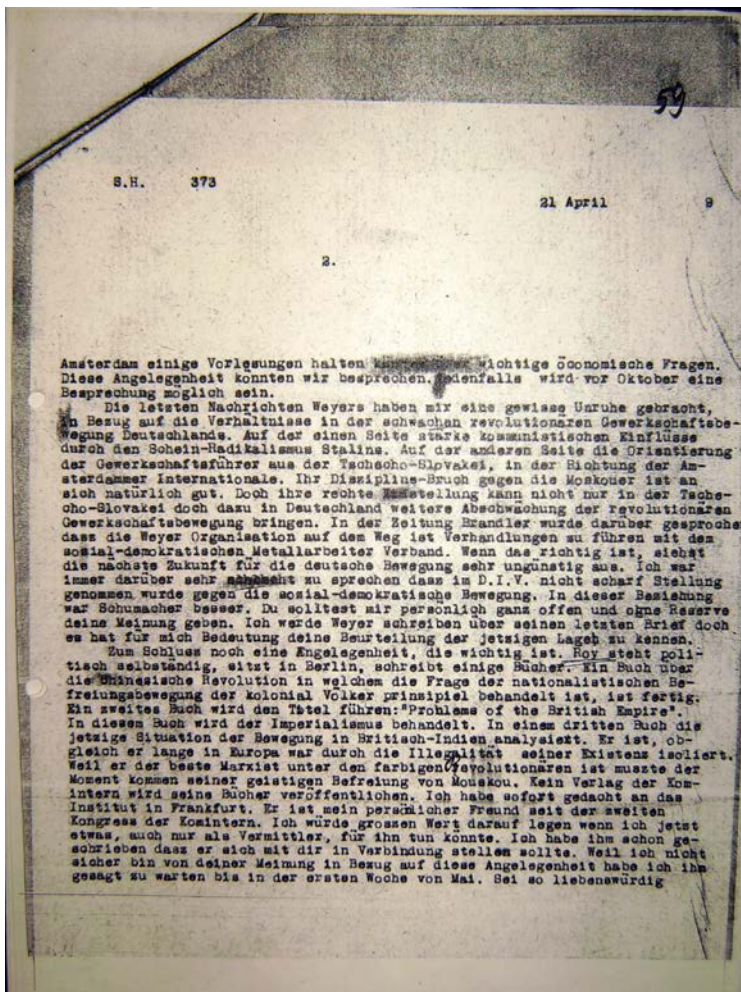 59
S.H. 373
21 April 9
2.
Amsterdam einige Vorlesungen halten wichtige öconomische Fragen.
Diese Angelegenheit konnten wir besprechen. Jedenfalls wird vor Oktober eine
Besprechung möglich sein.
Die letzten Nachrichten Weyers haben mir eine gewisse Unruhe gebracht,
in Bezug auf die Verhältnisse in der schwachen revolutionären Gewerkschaftsbe-
wegung Deutschlands. Auf der einen Seite starke kommunistischen Einflüsse
durch den Schein-Radikalismus Stalins. Auf der anderen Seite die Orientierung
der Gewerkschaftsführer aus der Tschecho-Slovakei, in der Richtung der Am-
sterdammer Internationale. Ihr Diszipline-Bruch gegen die Moskouer ist an
sich natürlich gut. Doch ihre rechte stellung kann nicht nur in der Tsche-
cho-Slovakei doch dazu in Deutschland weitere Abschwächung der revolutionären
Gewerkschaftsbewegung bringen. In der Zeitung Brandler wurde darüber gesproche
dasz die Weyer Organisation auf dem Weg ist Verhandlungen zu führen mit dem
sozial-demokratischen Metallarbeiter Verband. Wenn das richtig ist, siehst
die nächste Zukunft für die deutsche Bewegung sehr ungünstig aus. Ich war
immer darüber sehr zu sprechen dasz im D.I.V. nicht scharf Stellung
genommen wurde gegen die sozial-demokratische Bewegung. In dieser Beziehung
war Schumacher besser. Du solltest mir persönlich ganz offen und ohne Reserve
deine Meinung geben. Ich werde Weyer schreiben über seinen letzten Brief doch
es hat für mich Bedeutung deine Beurteilung der jetzigen Lageh zu kennen.
Zum Schluss noch eine Engelegenheit, die wichtig ist. Roy steht poli-
tisch selbständig, sitzt in Berlin, schreibt einige Bücher. Ein Buch über
die Chinesische Revolution in welchem die Frage der nationalistischen Be-
freiungsbewegung der kolonial Völker prinzipiel behandelt ist, ist fertig.
Ein zweites Buch wird den Titel führen:"Problems of the British Empire".
In diesem Buch wird der Imperialismus behandelt. In einem dritten Buch die
jetzige Situation der Bewegung in Britisch-Indien analysiert. Er ist, ob-
gleich er lange in Europa war durch die Illegalität seiner Existenz isoliert.
Weil er der beste Marxist unter den farbigen Revolutionären ist muszte der
Moment kommen seiner geistigen Befreiung von Mouskou. Kein Verlag der Kom-
intern wird seine Bücher veröffentlichen. Ich habe sofort gedacht an das
Institut in Frankfurt. Er ist mein persölicher Freund seit der zweiten
Kongress der Komintern. Ich würde grossen Wert darauf legen wenn ich jetst
etwas, auch nur als Vermittler, für ihn tun könnte. Ich habe ihm schon ge-
schrieben dasz er sich mit dir in Verbindung stellen sollte. Weil ich nicht
sicher bin von deiner Meinung in Bezug auf diese Angelegenheit habe ich ihm
gesagt zu warten bis in der ersten Woche von Mai. Sei so liebenswürdig